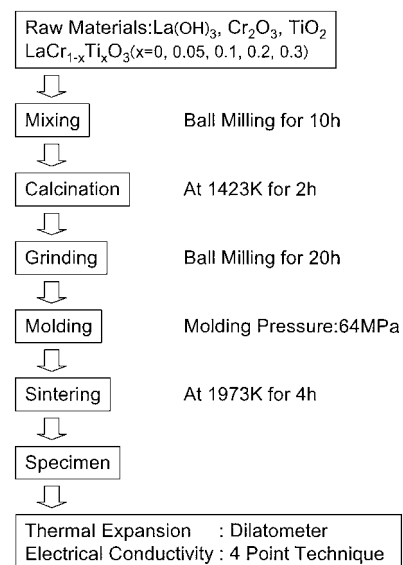 Raw Materials:La(OH)₃, Cr₂O₃, TiO₂
LaCr₁₋ₓTiₓO₃(x=0, 0.05, 0.1, 0.2, 0.3)
Mixing Ball Milling for 10h
Calcination At 1423K for 2h
Grinding Ball Milling for 20h
Molding Molding Pressure:64MPa
Sintering At 1973K for 4h
Specimen
Thermal Expansion : Dilatometer
Electrical Conductivity : 4 Point Technique